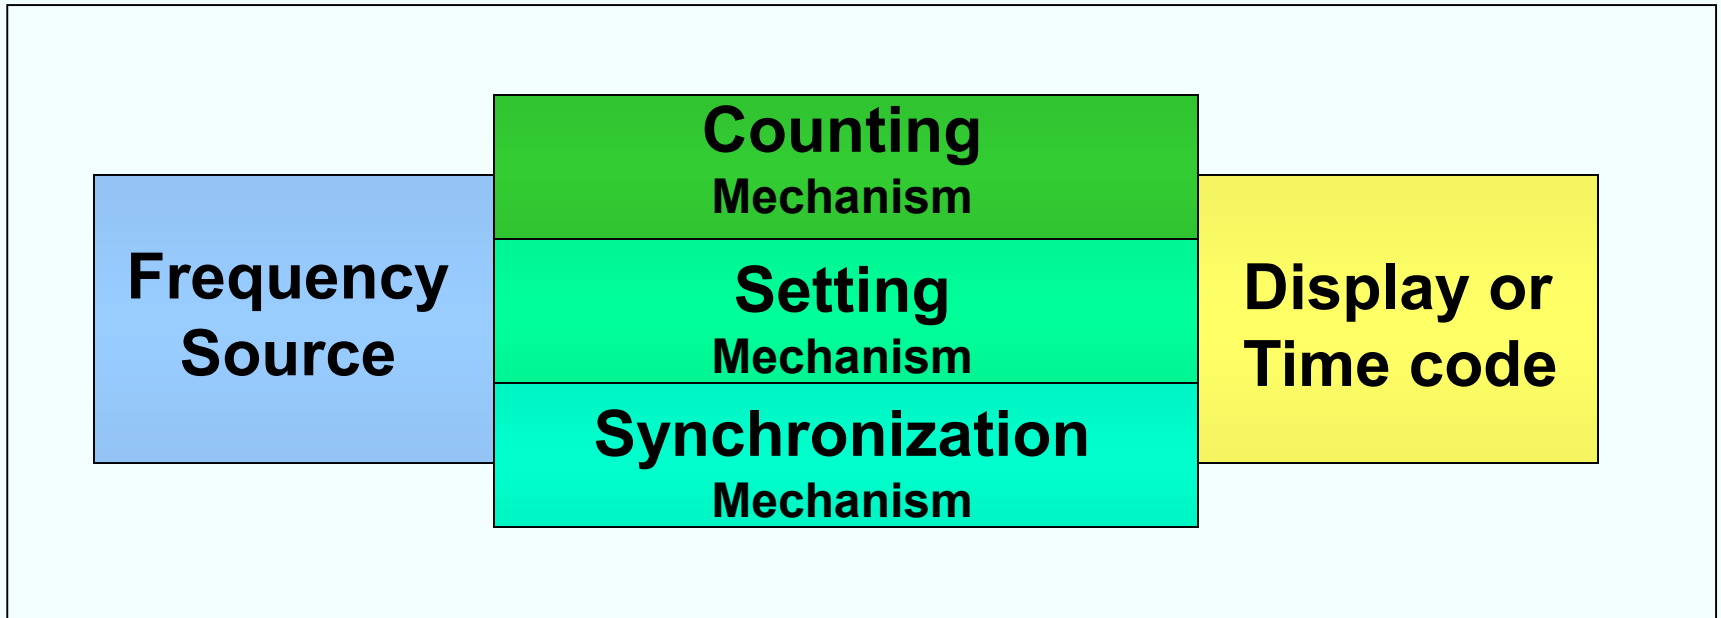 Frequency
Source
Counting
Mechanism
Setting
Mechanism
Synchronization
Mechanism
Display or
Time code